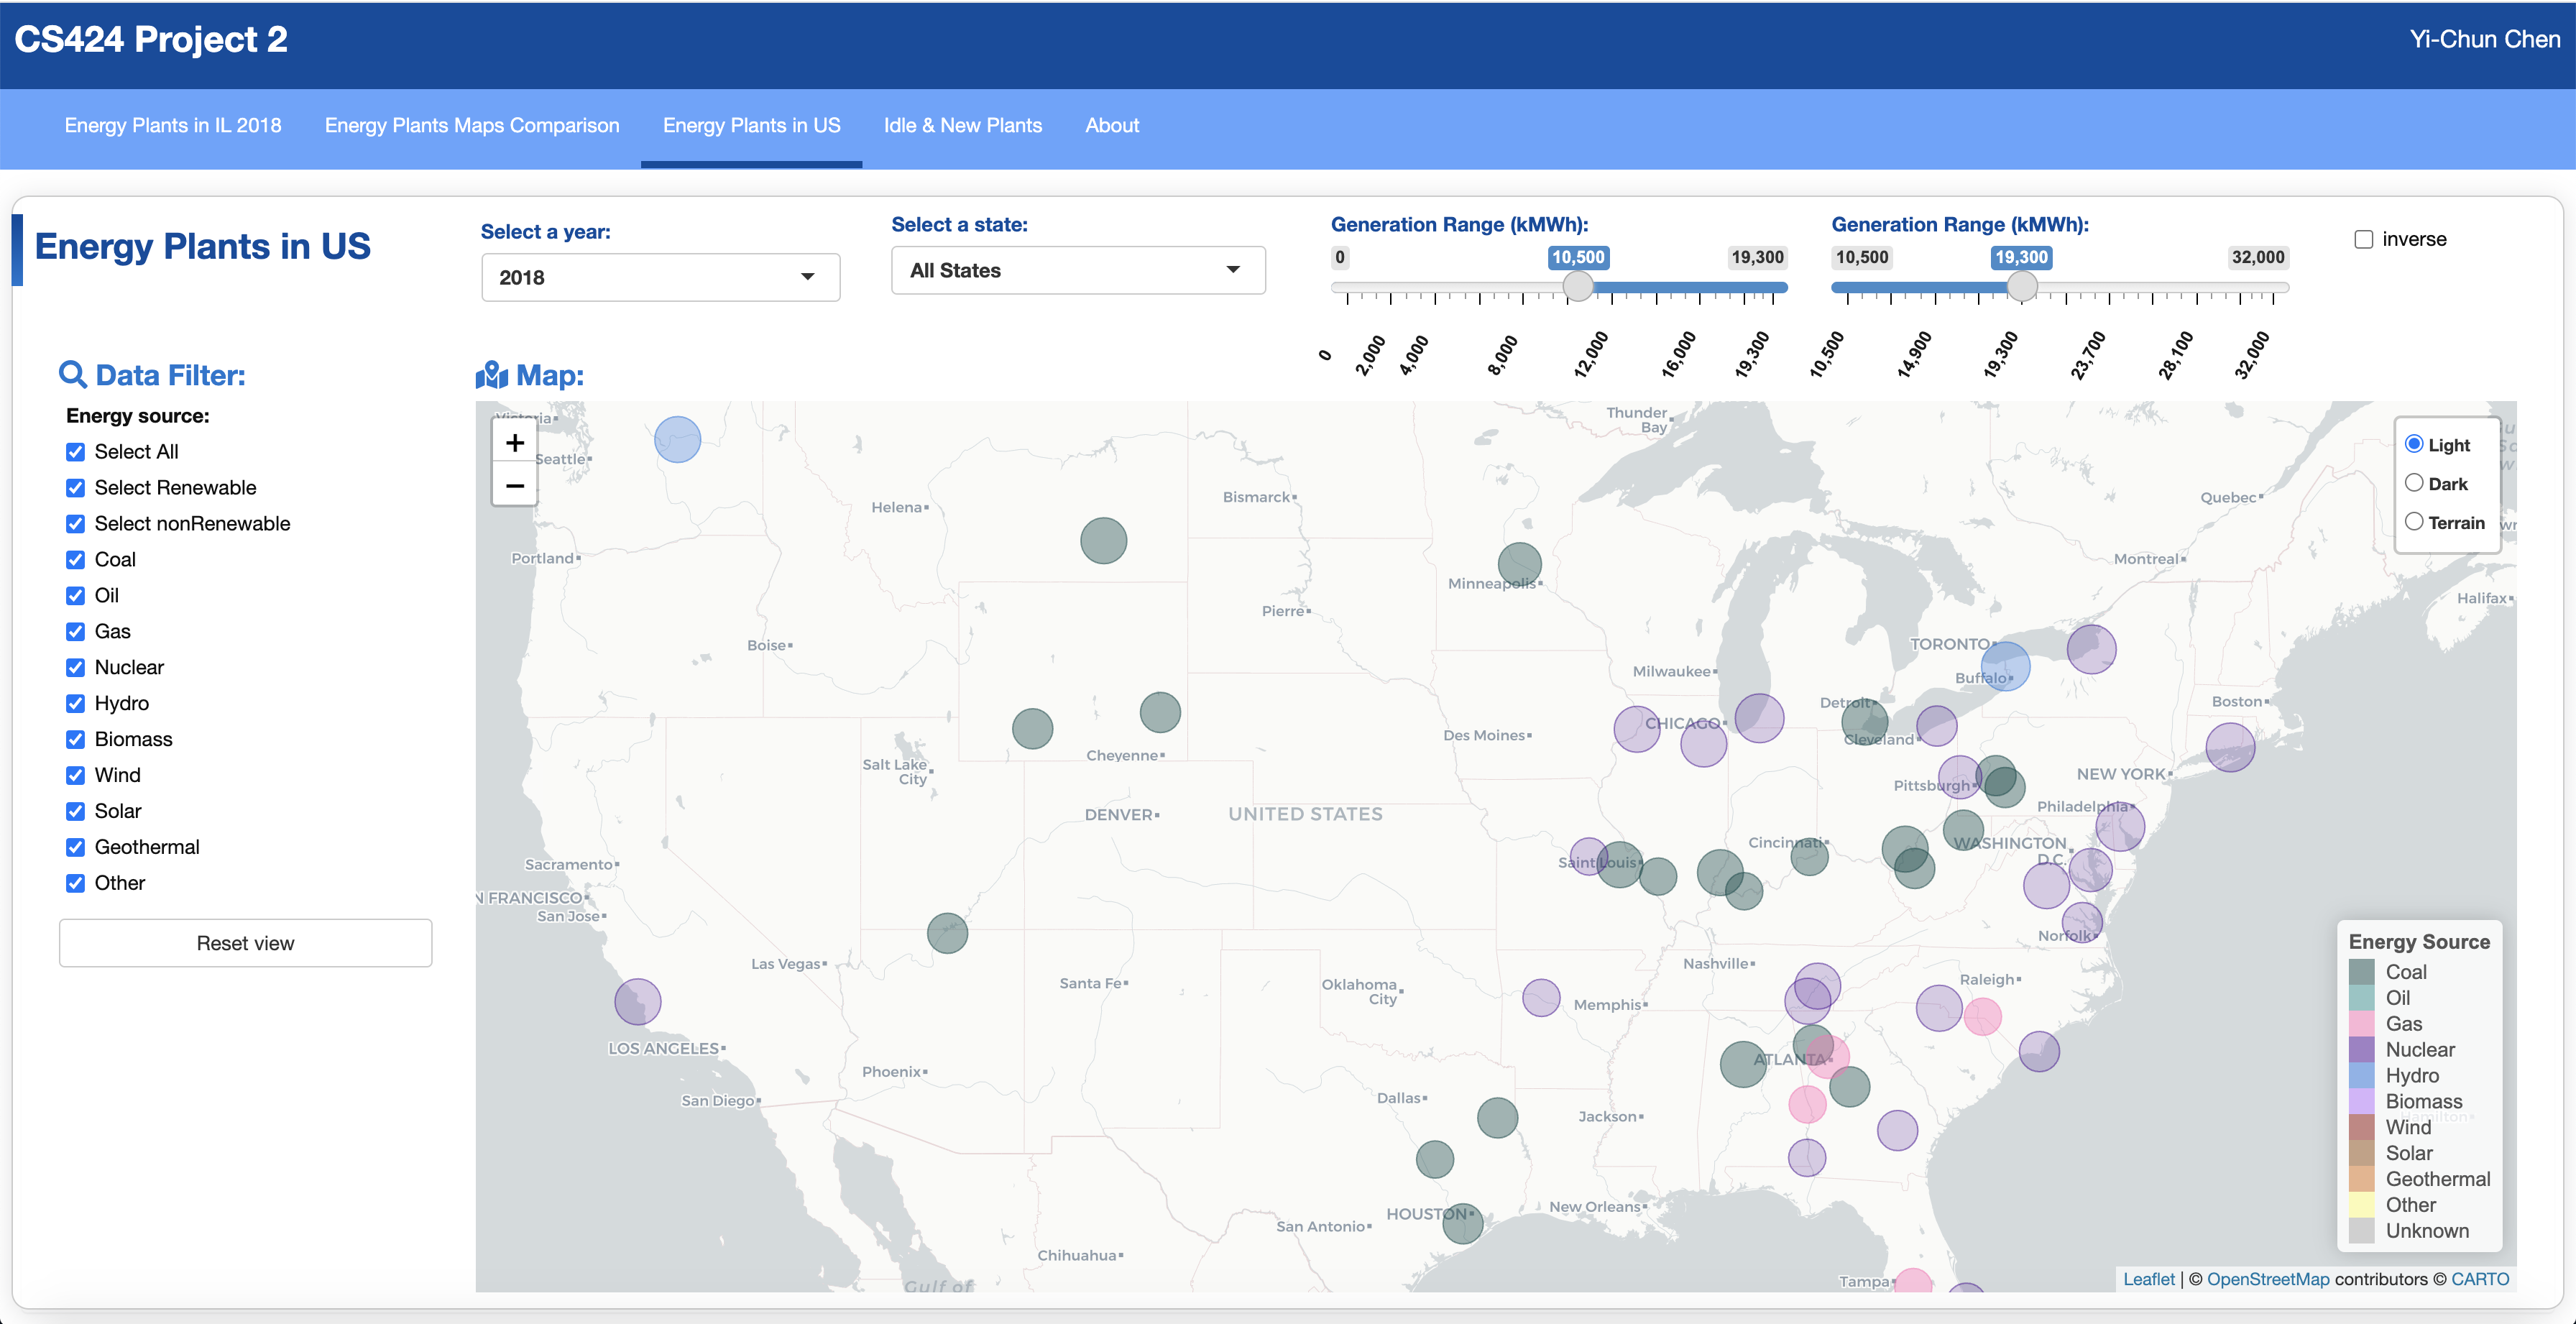 CS424 Project 2
Yi-Chun Chen
Energy Plants in IL 2018
Energy Plants Maps Comparison
Energy Plants in US
Idle & New Plants
About
Energy Plants in US
Select a year:
2018
Select a state:
All States
Generation Range (kMWh):
0
10,500
19,300
0
2,000
4,000
8,000
12,000
16,000
19,300
Generation Range (kMWh):
10,500
19,300
32,000
10,500
14,900
19,300
23,700
28,100
32,000
inverse
Data Filter:
Energy source:
Select All
Select Renewable
Select nonRenewable
Coal
Oil
Gas
Nuclear
Hydro
Biomass
Wind
Solar
Geothermal
Other
Reset view
Map:
+
−
Victoria
Seattle
Portland
Helena
Bismarck
Thunder
Bay
Minneapolis
Pierre
Boise
Quebec
Montreal
Halifax
TORONTO
Buffalo
Milwaukee
Detroit
CHICAGO
Cleveland
Boston
Des Moines
Cheyenne
Salt Lake
City
NEW YORK
Pittsburgh
Philadelphia
DENVER
UNITED STATES
Cincinnati
WASHINGTON
D.C.
Saint Louis
Sacramento
N FRANCISCO
San Jose
Norfolk
Las Vegas
Nashville
Raleigh
Santa Fe
Oklahoma
City
Memphis
LOS ANGELES
ATLANTA
Phoenix
San Diego
Dallas
Jackson
HOUSTON
New Orleans
San Antonio
Chihuahua
Tampa
Gulf of
Hamilton
Light
Dark
Terrain
Energy Source
Coal
Oil
Gas
Nuclear
Hydro
Biomass
Wind
Solar
Geothermal
Other
Unknown
Leaflet | © OpenStreetMap contributors © CARTO